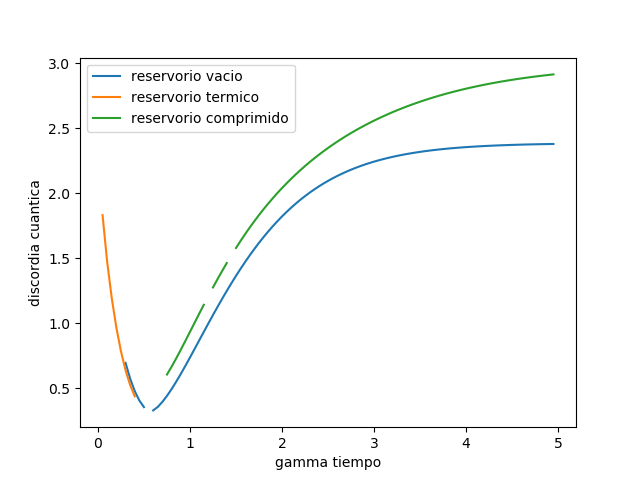 reservorio vacio
reservorio termico
reservorio comprimido
discordia cuantica
3.0
2.5
2.0
1.5
1.0
0.5
0 1 2 3 4 5
gamma tiempo